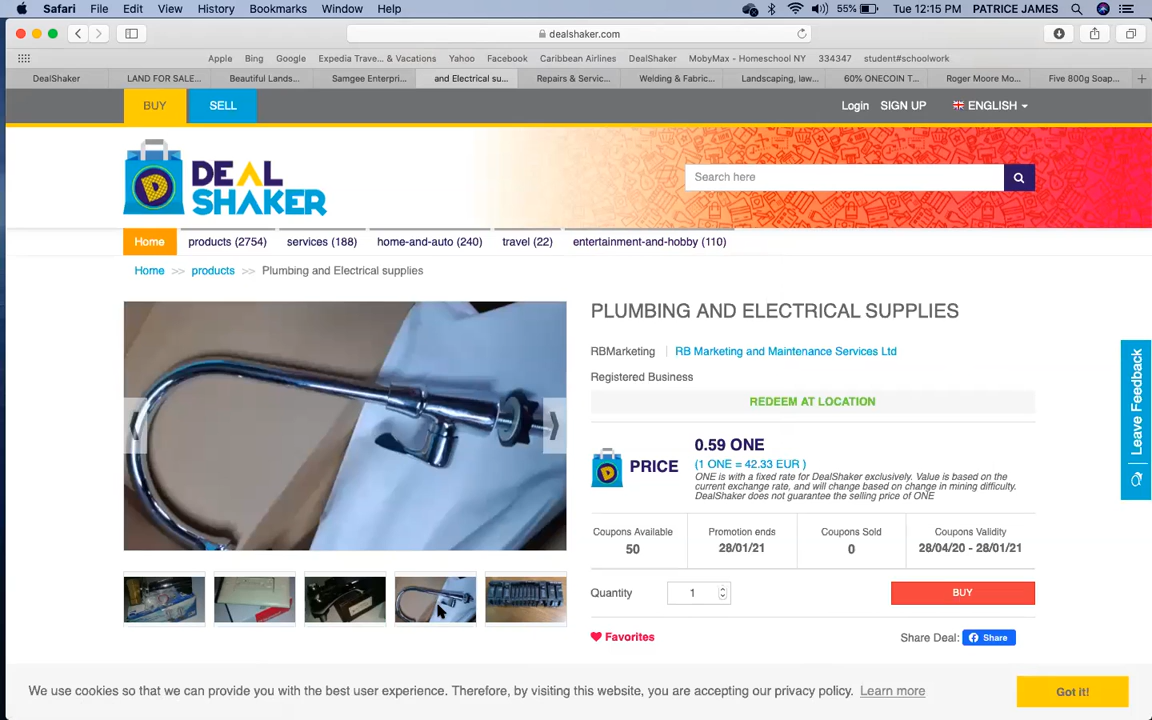 Safari File Edit View History Bookmarks Window Help 55% Tue 12:15 PM PATRICE JAMES
dealshaker.com
Apple Bing Google Expedia Trave... & Vacations Yahoo Facebook Caribbean Airlines DealShaker MobyMax - Homeschool NY 334347 student#schoolwork
DealShaker LAND FOR SALE... Beautiful Lands... Samgee Enterpri... and Electrical su... Repairs & Servic... Welding & Fabric... Landscaping, law... 60% ONECOIN T... Roger Moore Mo... Five 800g Soap...
BUY SELL Login SIGN UP ENGLISH
DEAL
SHAKER
Search here
Home products (2754) services (188) home-and-auto (240) travel (22) entertainment-and-hobby (110)
Home >> products >> Plumbing and Electrical supplies
PLUMBING AND ELECTRICAL SUPPLIES
RBMarketing RB Marketing and Maintenance Services Ltd
Registered Business
REDEEM AT LOCATION
PRICE
0.59 ONE
(1 ONE = 42.33 EUR )
ONE is with a fixed rate for DealShaker exclusively. Value is based on the
current exchange rate, and will change based on change in mining difficulty.
DealShaker does not guarantee the selling price of ONE
Coupons Available Promotion ends Coupons Sold Coupons Validity
50 28/01/21 0 28/04/20 - 28/01/21
Quantity 1 BUY
Favorites Share Deal: Share
Leave Feedback
We use cookies so that we can provide you with the best user experience. Therefore, by visiting this website, you are accepting our privacy policy. Learn more Got it!